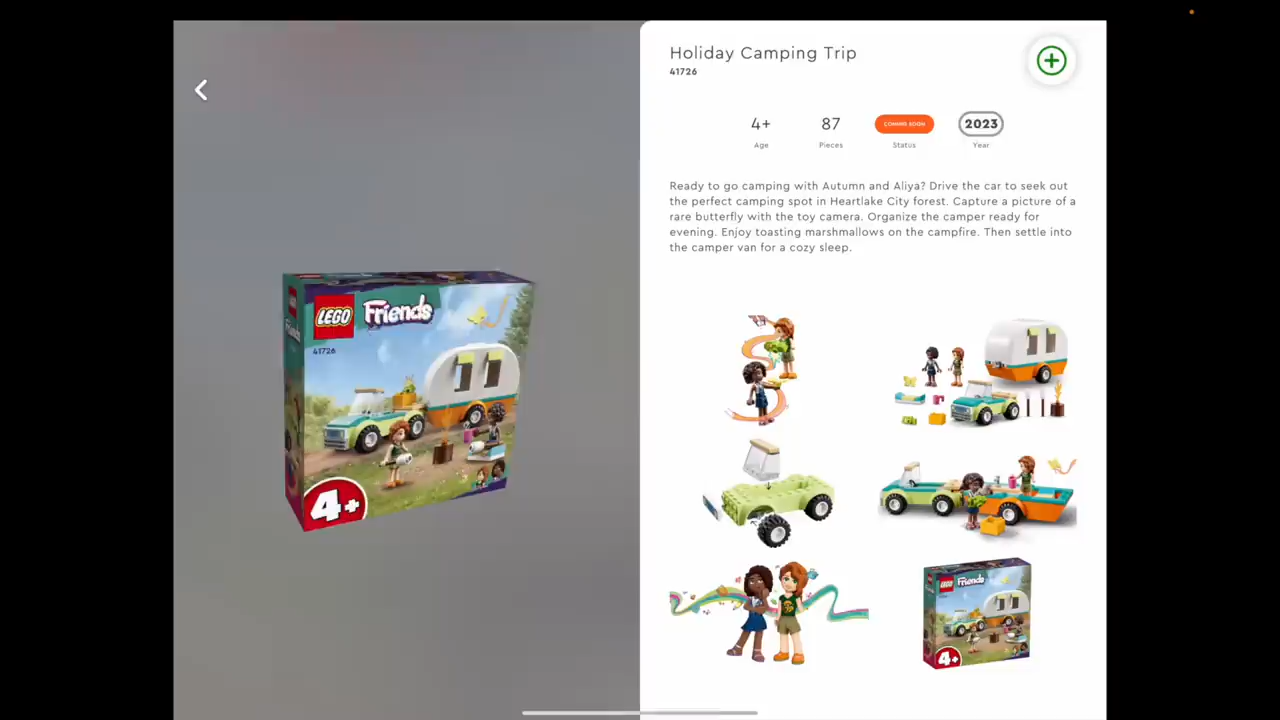 Holiday Camping Trip
41726
4+
Age
87
Pieces
COMING SOON
Status
2023
Year
Ready to go camping with Autumn and Aliya? Drive the car to seek out
the perfect camping spot in Heartlake City forest. Capture a picture of a
rare butterfly with the toy camera. Organize the camper ready for
evening. Enjoy toasting marshmallows on the campfire. Then settle into
the camper van for a cozy sleep.
LEGO Friends
41726
4+
LEGO Friends
4+